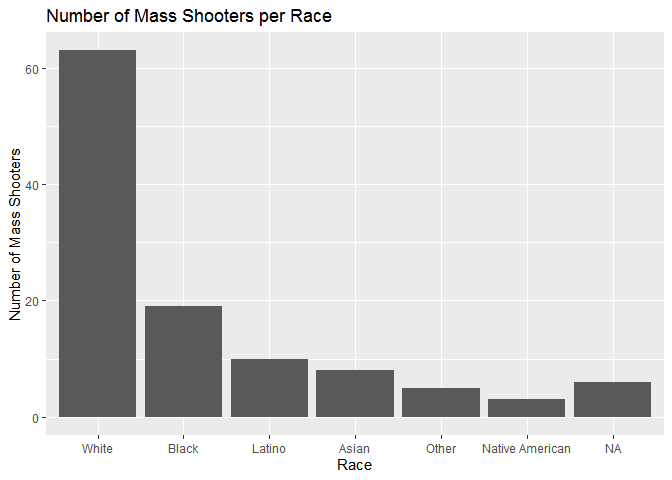 Number of Mass Shooters per Race
Number of Mass Shooters
60
40
20
0
White Black Latino Asian Other Native American NA
Race